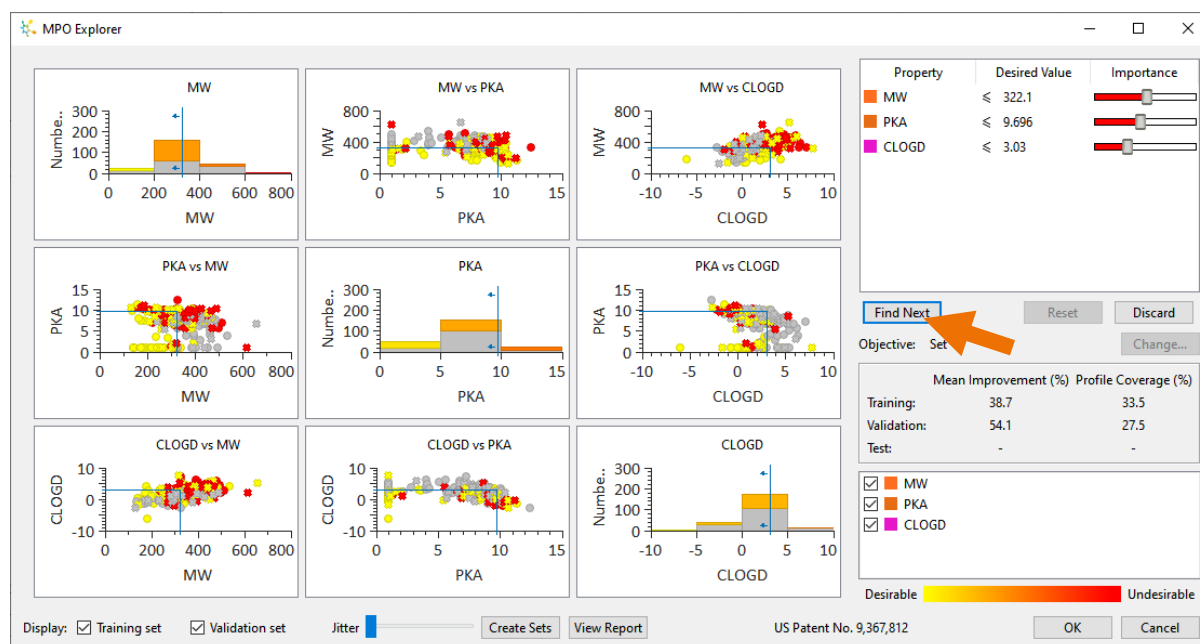 MPO Explorer
MW
Numbe..
300
200
100
0
0 200 400 600 800
MW
MW vs PKA
MW
800
400
0
0 5 10 15
PKA
MW vs CLOGD
MW
800
400
0
-10 -5 0 5 10
CLOGD
PKA vs MW
PKA
15
10
5
0
0 200 400 600 800
MW
PKA
Numbe..
300
200
100
0
0 5 10 15
PKA
PKA vs CLOGD
PKA
15
10
5
0
-10 -5 0 5 10
CLOGD
CLOGD vs MW
CLOGD
10
0
-10
0 200 400 600 800
MW
CLOGD vs PKA
CLOGD
10
0
-10
0 5 10 15
PKA
CLOGD
Numbe..
300
200
100
0
-10 -5 0 5 10
CLOGD
Property Desired Value Importance
MW ⩽ 322.1
PKA ⩽ 9.696
CLOGD ⩽ 3.03
Find Next Reset Discard
Objective: Set Change...
Mean Improvement (%) Profile Coverage (%)
Training: 38.7 33.5
Validation: 54.1 27.5
Test: - -
MW
PKA
CLOGD
Desirable Undesirable
Display: Training set Validation set Jitter Create Sets View Report US Patent No. 9,367,812 OK Cancel